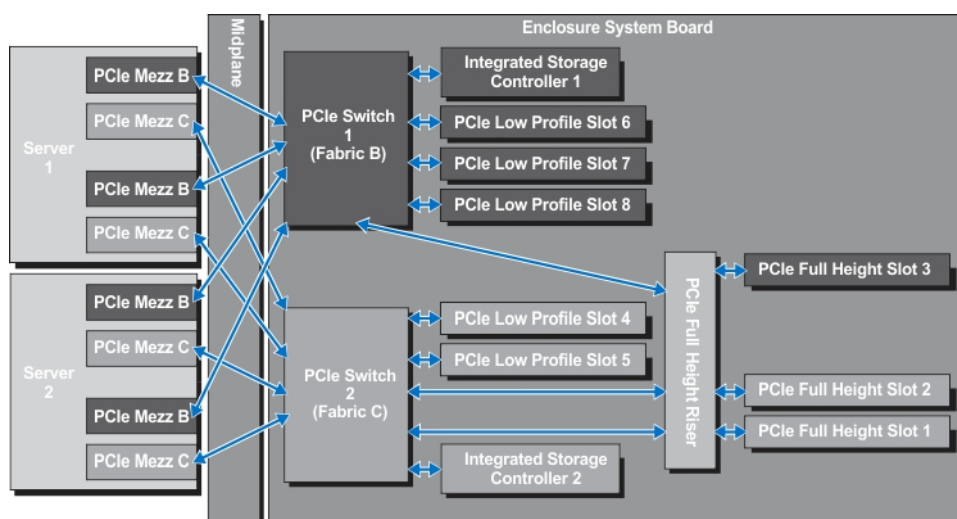 Enclosure System Board
Midplane
Server
1
PCIe Mezz B
PCIe Mezz C
PCIe Mezz B
PCIe Mezz C
Server
2
PCIe Mezz B
PCIe Mezz C
PCIe Mezz B
PCIe Mezz C
PCIe Switch
1
(Fabric B)
Integrated Storage
Controller 1
PCIe Low Profile Slot 6
PCIe Low Profile Slot 7
PCIe Low Profile Slot 8
PCIe Switch
2
(Fabric C)
PCIe Low Profile Slot 4
PCIe Low Profile Slot 5
Integrated Storage
Controller 2
PCIe Full Height Riser
PCIe Full Height Slot 3
PCIe Full Height Slot 2
PCIe Full Height Slot 1